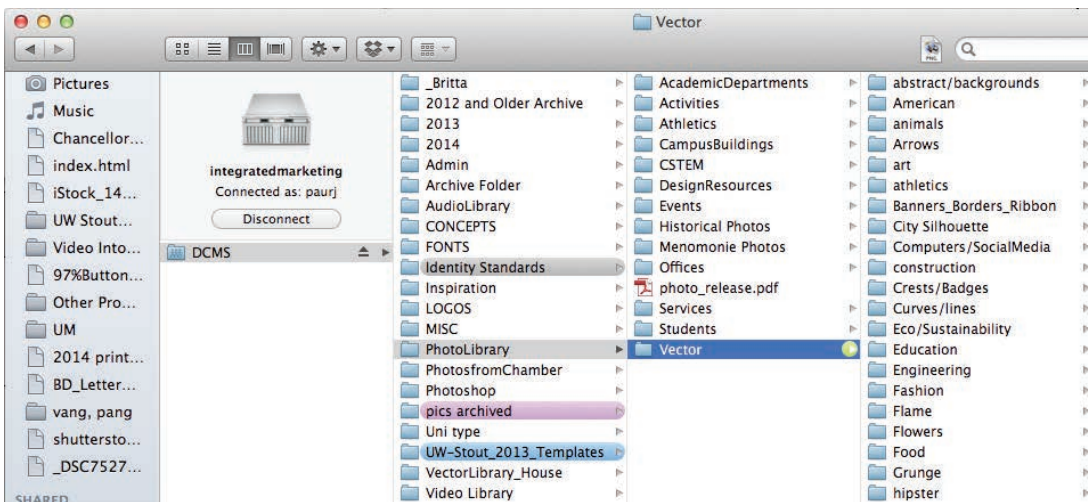 Vector
PNG
Pictures
Music
Chancellor...
index.html
iStock_14...
UW Stout...
Video Into...
97%Button...
Other Pro...
UM
2014 print...
BD_Letter...
vang, pang
shuttersto...
_DSC7527...
SHARED
integratedmarketing
Connected as: paurj
Disconnect
DCMS
_Britta
2012 and Older Archive
2013
2014
Admin
Archive Folder
AudioLibrary
CONCEPTS
FONTS
Identity Standards
Inspiration
LOGOS
MISC
PhotoLibrary
PhotosfromChamber
Photoshop
pics archived
Uni type
UW-Stout_2013_Templates
VectorLibrary_House
Video Library
AcademicDepartments
Activities
Athletics
CampusBuildings
CSTEM
DesignResources
Events
Historical Photos
Menomonie Photos
Offices
photo_release.pdf
Services
Students
Vector
abstract/backgrounds
American
animals
Arrows
art
athletics
Banners_Borders_Ribbon
City Silhouette
Computers/SocialMedia
construction
Crests/Badges
Curves/lines
Eco/Sustainability
Education
Engineering
Fashion
Flame
Flowers
Food
Grunge
hipster